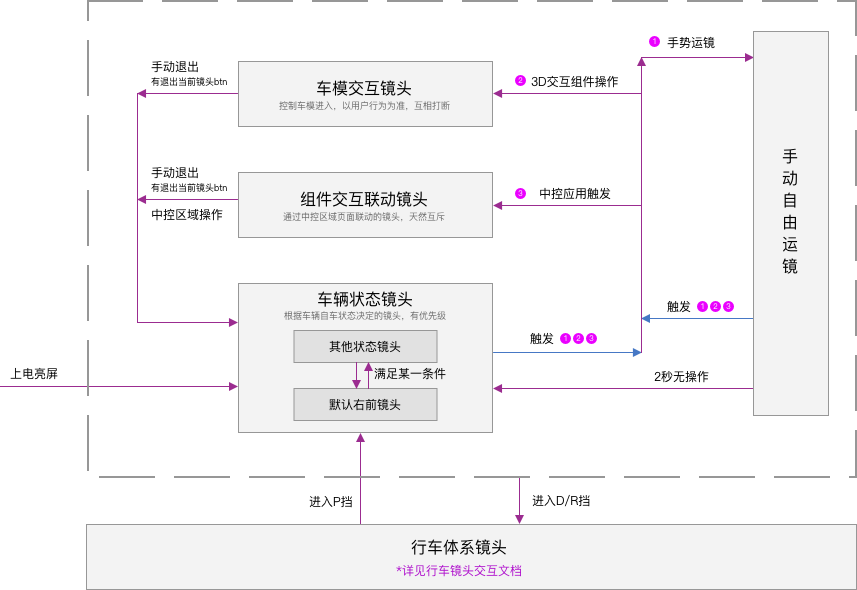 ❶ 手势运镜
手动退出
有退出当前镜头btn
车模交互镜头
控制车模进入，以用户行为为准，互相打断
❷ 3D交互组件操作
手动自由运镜
手动退出
有退出当前镜头btn
中控区域操作
组件交互联动镜头
通过中控区域页面联动的镜头，天然互斥
❸ 中控应用触发
车辆状态镜头
根据车辆自车状态决定的镜头，有优先级
触发 ❶❷❸
其他状态镜头
触发 ❶❷❸
上电亮屏
满足某一条件
2秒无操作
默认右前镜头
进入P挡
进入D/R挡
行车体系镜头
*详见行车镜头交互文档